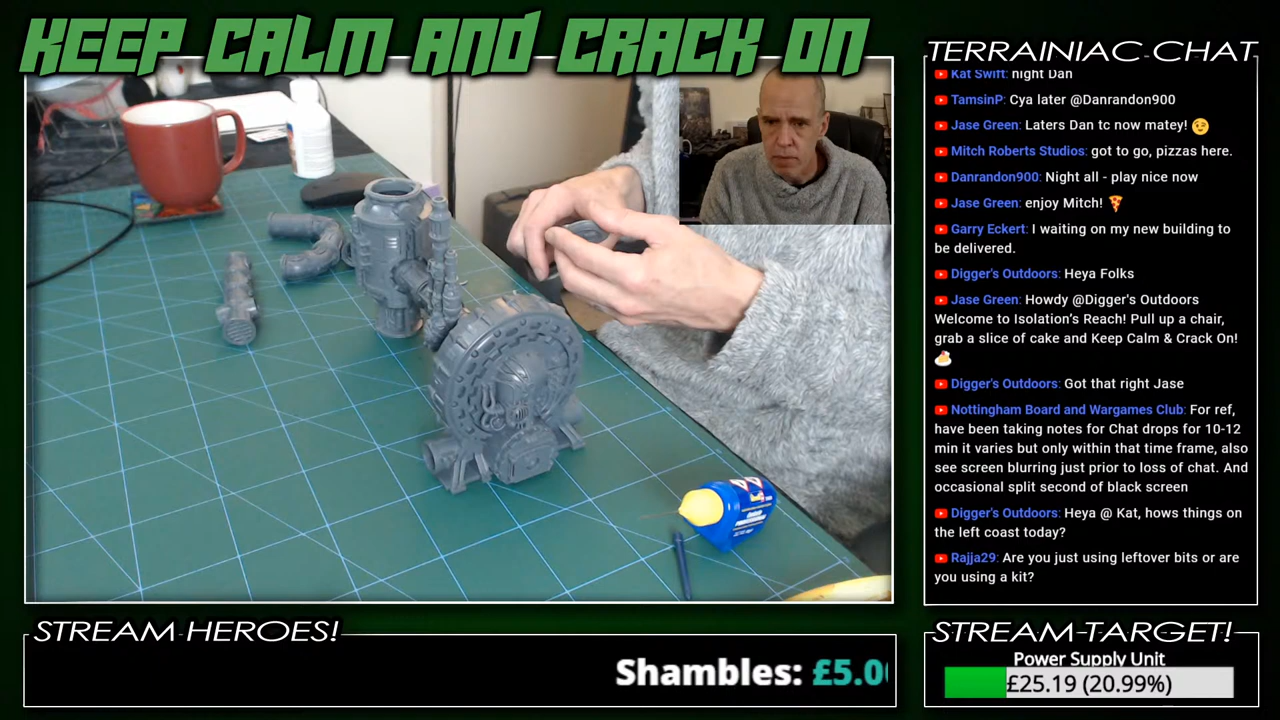 KEEP CALM AND CRACK ON
TERRAINIAC CHAT
Kat Swift: night Dan
TamsinP: Cya later @Danrandon900
Jase Green: Laters Dan tc now matey! 😉
Mitch Roberts Studios: got to go, pizzas here.
Danrandon900: Night all - play nice now
Jase Green: enjoy Mitch! 🍕
Garry Eckert: I waiting on my new building to
be delivered.
Digger's Outdoors: Heya Folks
Jase Green: Howdy @Digger's Outdoors
Welcome to Isolation's Reach! Pull up a chair,
grab a slice of cake and Keep Calm & Crack On!
🍰
Digger's Outdoors: Got that right Jase
Nottingham Board and Wargames Club: For ref,
have been taking notes for Chat drops for 10-12
min it varies but only within that time frame, also
see screen blurring just prior to loss of chat. And
occasional split second of black screen
Digger's Outdoors: Heya @ Kat, hows things on
the left coast today?
Rajja29: Are you just using leftover bits or are
you using a kit?
STREAM HEROES!
Shambles: £5.0
STREAM TARGET!
Power Supply Unit
£25.19 (20.99%)